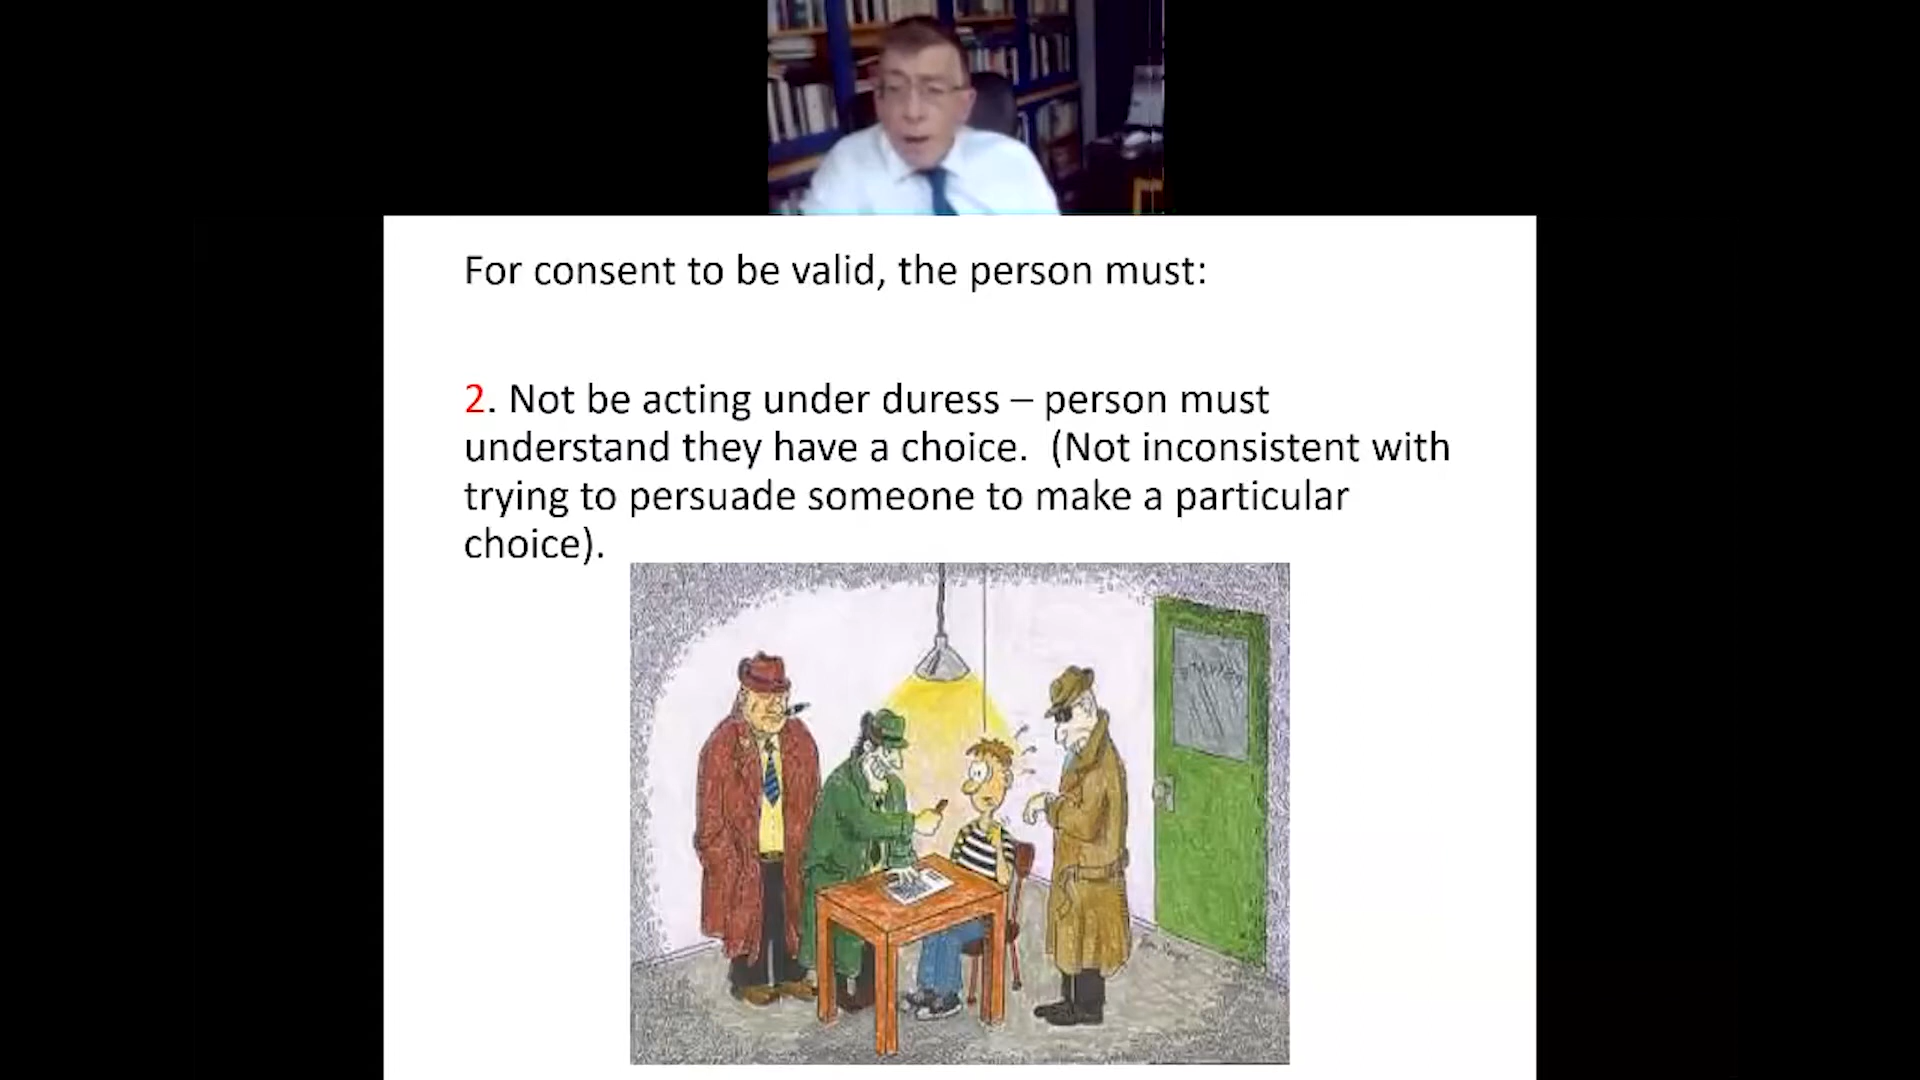 For consent to be valid, the person must:
2. Not be acting under duress – person must
understand they have a choice.  (Not inconsistent with
trying to persuade someone to make a particular
choice).